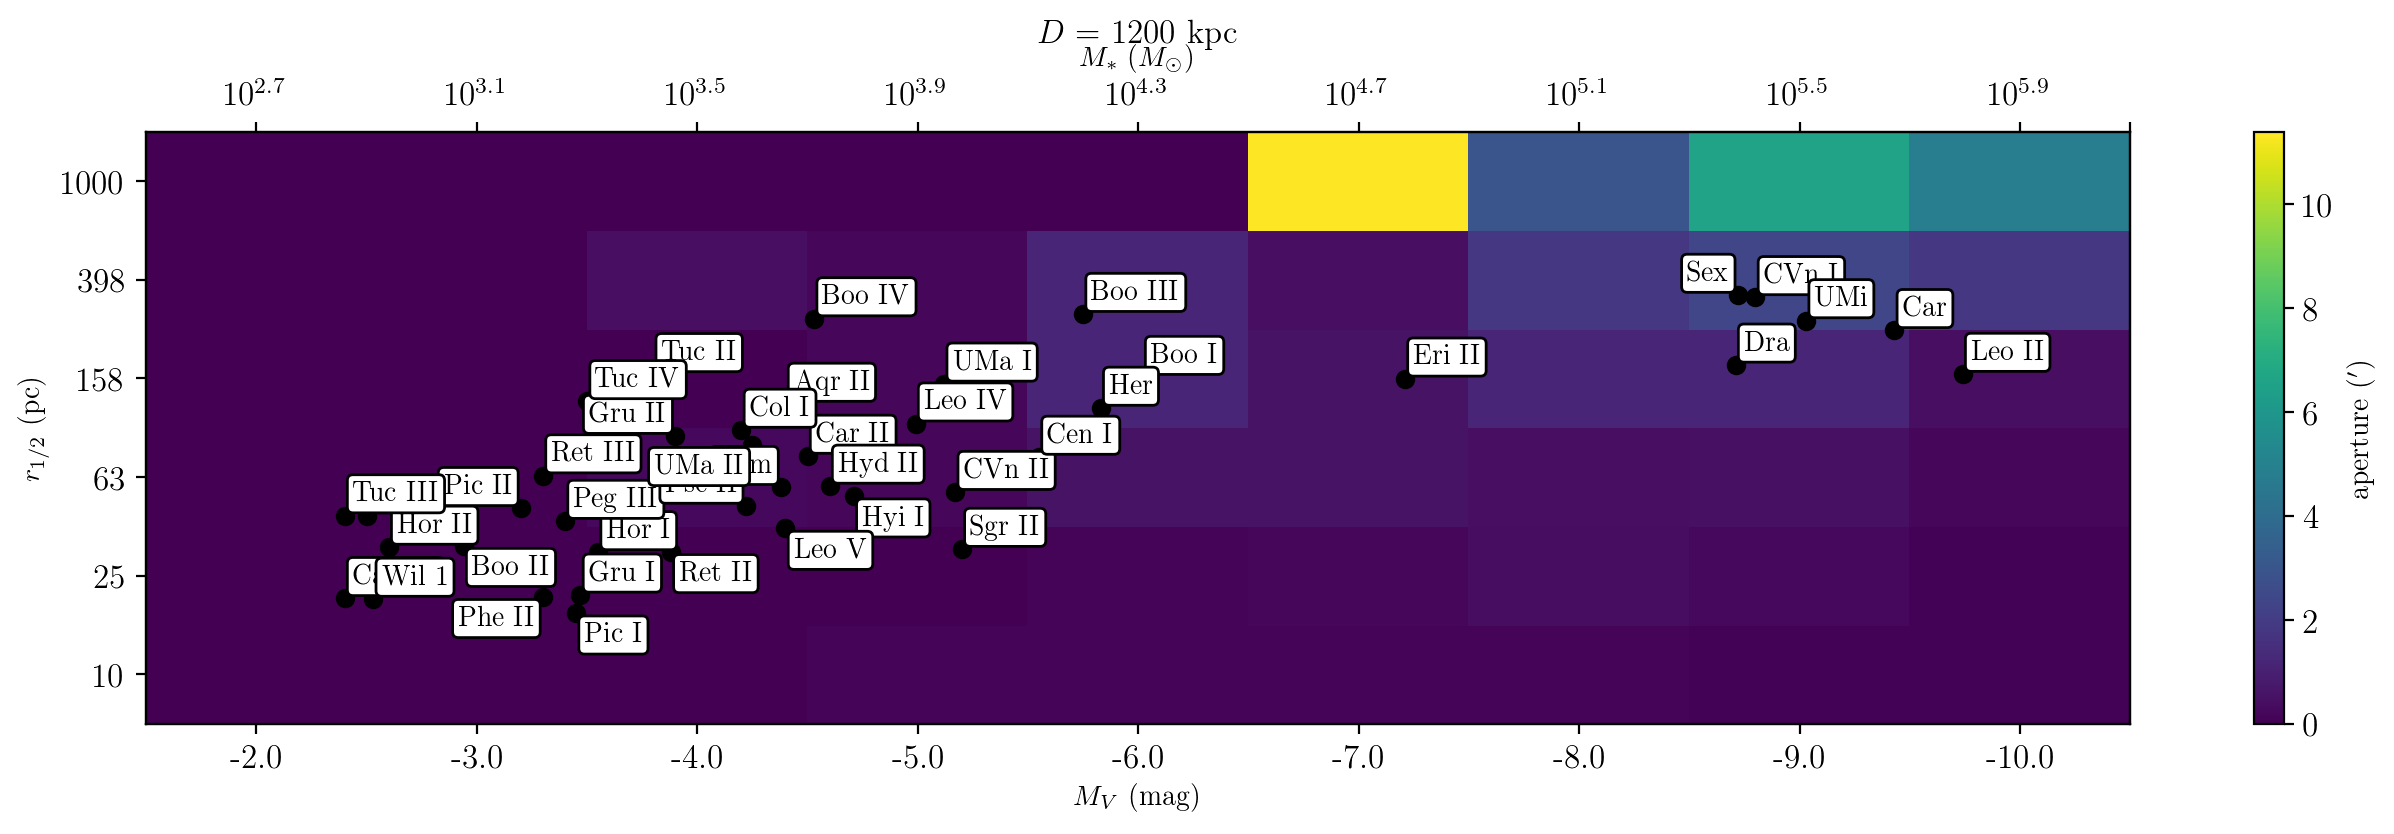 D = 1200 kpc
M* (M⊙)
10^2.7 10^3.1 10^3.5 10^3.9 10^4.3 10^4.7 10^5.1 10^5.5 10^5.9
1000
398
158
63
25
10
r1/2 (pc)
Boo IV
Boo III
Sex
CVn I
UMi
Car
Tuc II
Tuc IV
UMa I
Boo I
Eri II
Dra
Leo II
Aqr II
Her
Gru II
Col I
Leo IV
Ret III
Car II
Cen I
UMa II
Hyd II
CVn II
Tuc III
Pic II
Peg III
Hor II
Hor I
Hyi I
Sgr II
Wil 1
Boo II
Gru I
Ret II
Leo V
Phe II
Pic I
-2.0 -3.0 -4.0 -5.0 -6.0 -7.0 -8.0 -9.0 -10.0
MV (mag)
10
8
6
4
2
0
aperture (′)